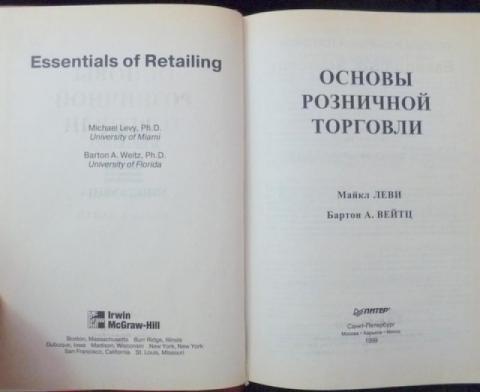 Essentials of Retailing
Michael Levy, Ph.D.
University of Miami
Barton A. Weitz, Ph.D.
University of Florida
Irwin
McGraw-Hill
Boston, Massachusetts Burr Ridge, Illinois
Dubuque, Iowa Madison, Wisconsin New York, New York
San Francisco, California St. Louis, Missouri
ОСНОВЫ
РОЗНИЧНОЙ
ТОРГОВЛИ
Майкл ЛЕВИ
Бартон А. ВЕЙТЦ
ПИТЕР
Санкт-Петербург
Москва • Харьков • Минск
1999